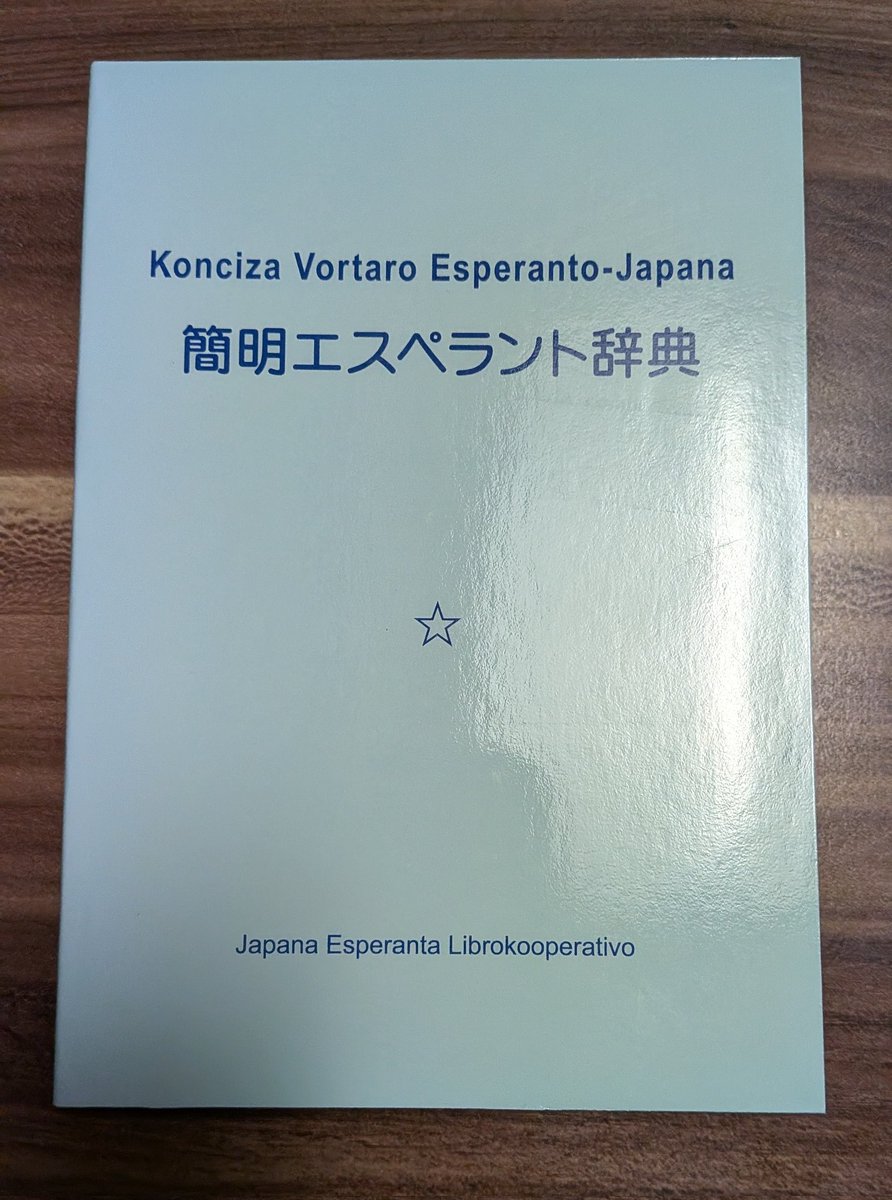 Konciza Vortaro Esperanto-Japana
簡明エスペラント辞典
Japana Esperanta Librokooperativo